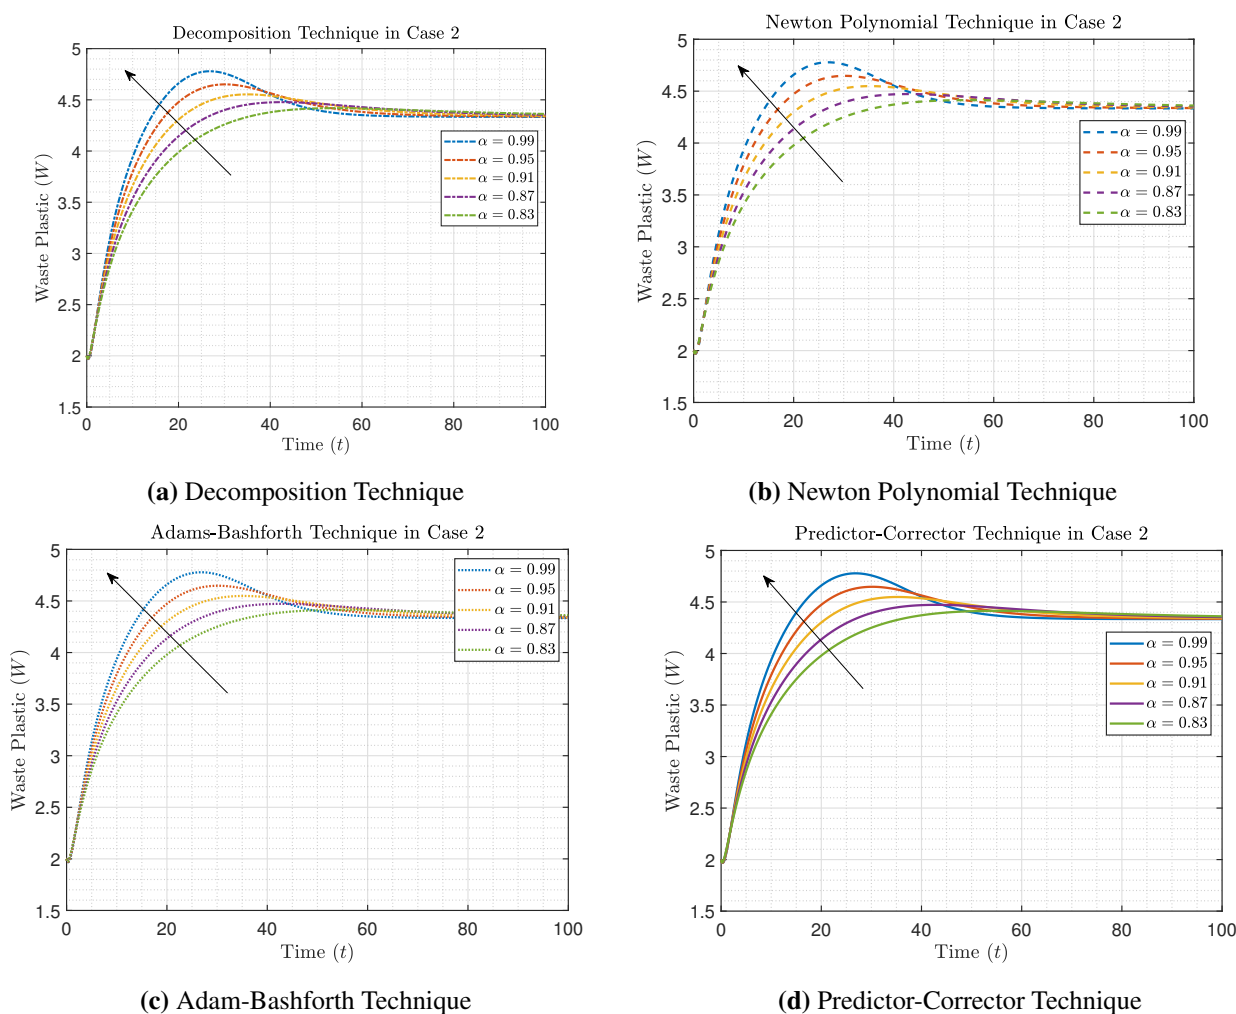 Decomposition Technique in Case 2
5
4.5
4
3.5
3
2.5
2
1.5
Waste Plastic (W)
α = 0.99
α = 0.95
α = 0.91
α = 0.87
α = 0.83
0 20 40 60 80 100
Time (t)
(a) Decomposition Technique
Newton Polynomial Technique in Case 2
5
4.5
4
3.5
3
2.5
2
1.5
Waste Plastic (W)
α = 0.99
α = 0.95
α = 0.91
α = 0.87
α = 0.83
0 20 40 60 80 100
Time (t)
(b) Newton Polynomial Technique
Adams-Bashforth Technique in Case 2
5
4.5
4
3.5
3
2.5
2
1.5
Waste Plastic (W)
α = 0.99
α = 0.95
α = 0.91
α = 0.87
α = 0.83
0 20 40 60 80 100
Time (t)
(c) Adam-Bashforth Technique
Predictor-Corrector Technique in Case 2
5
4.5
4
3.5
3
2.5
2
1.5
Waste Plastic (W)
α = 0.99
α = 0.95
α = 0.91
α = 0.87
α = 0.83
0 20 40 60 80 100
Time (t)
(d) Predictor-Corrector Technique